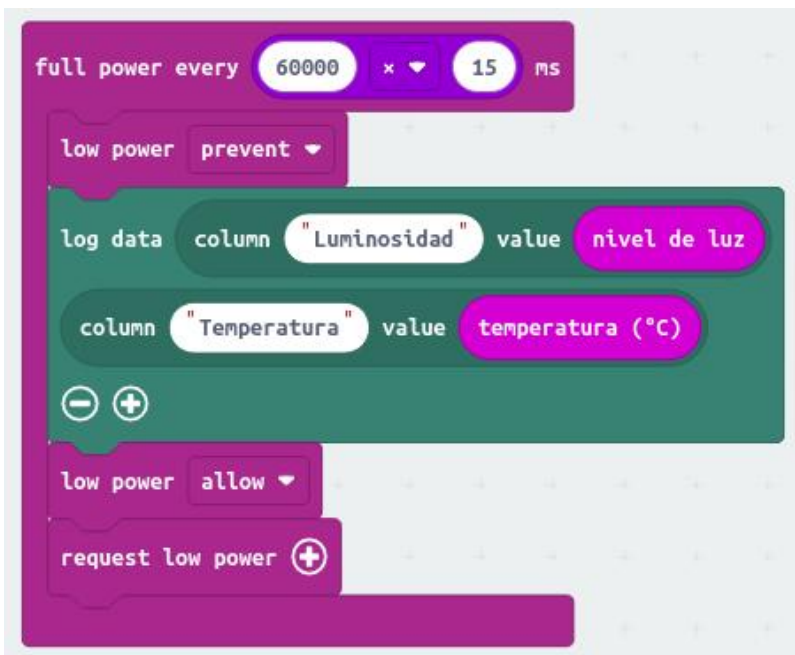 full power every 60000 × 15 ms
low power prevent
log data column "Luminosidad" value nivel de luz
column "Temperatura" value temperatura (°C)
low power allow
request low power